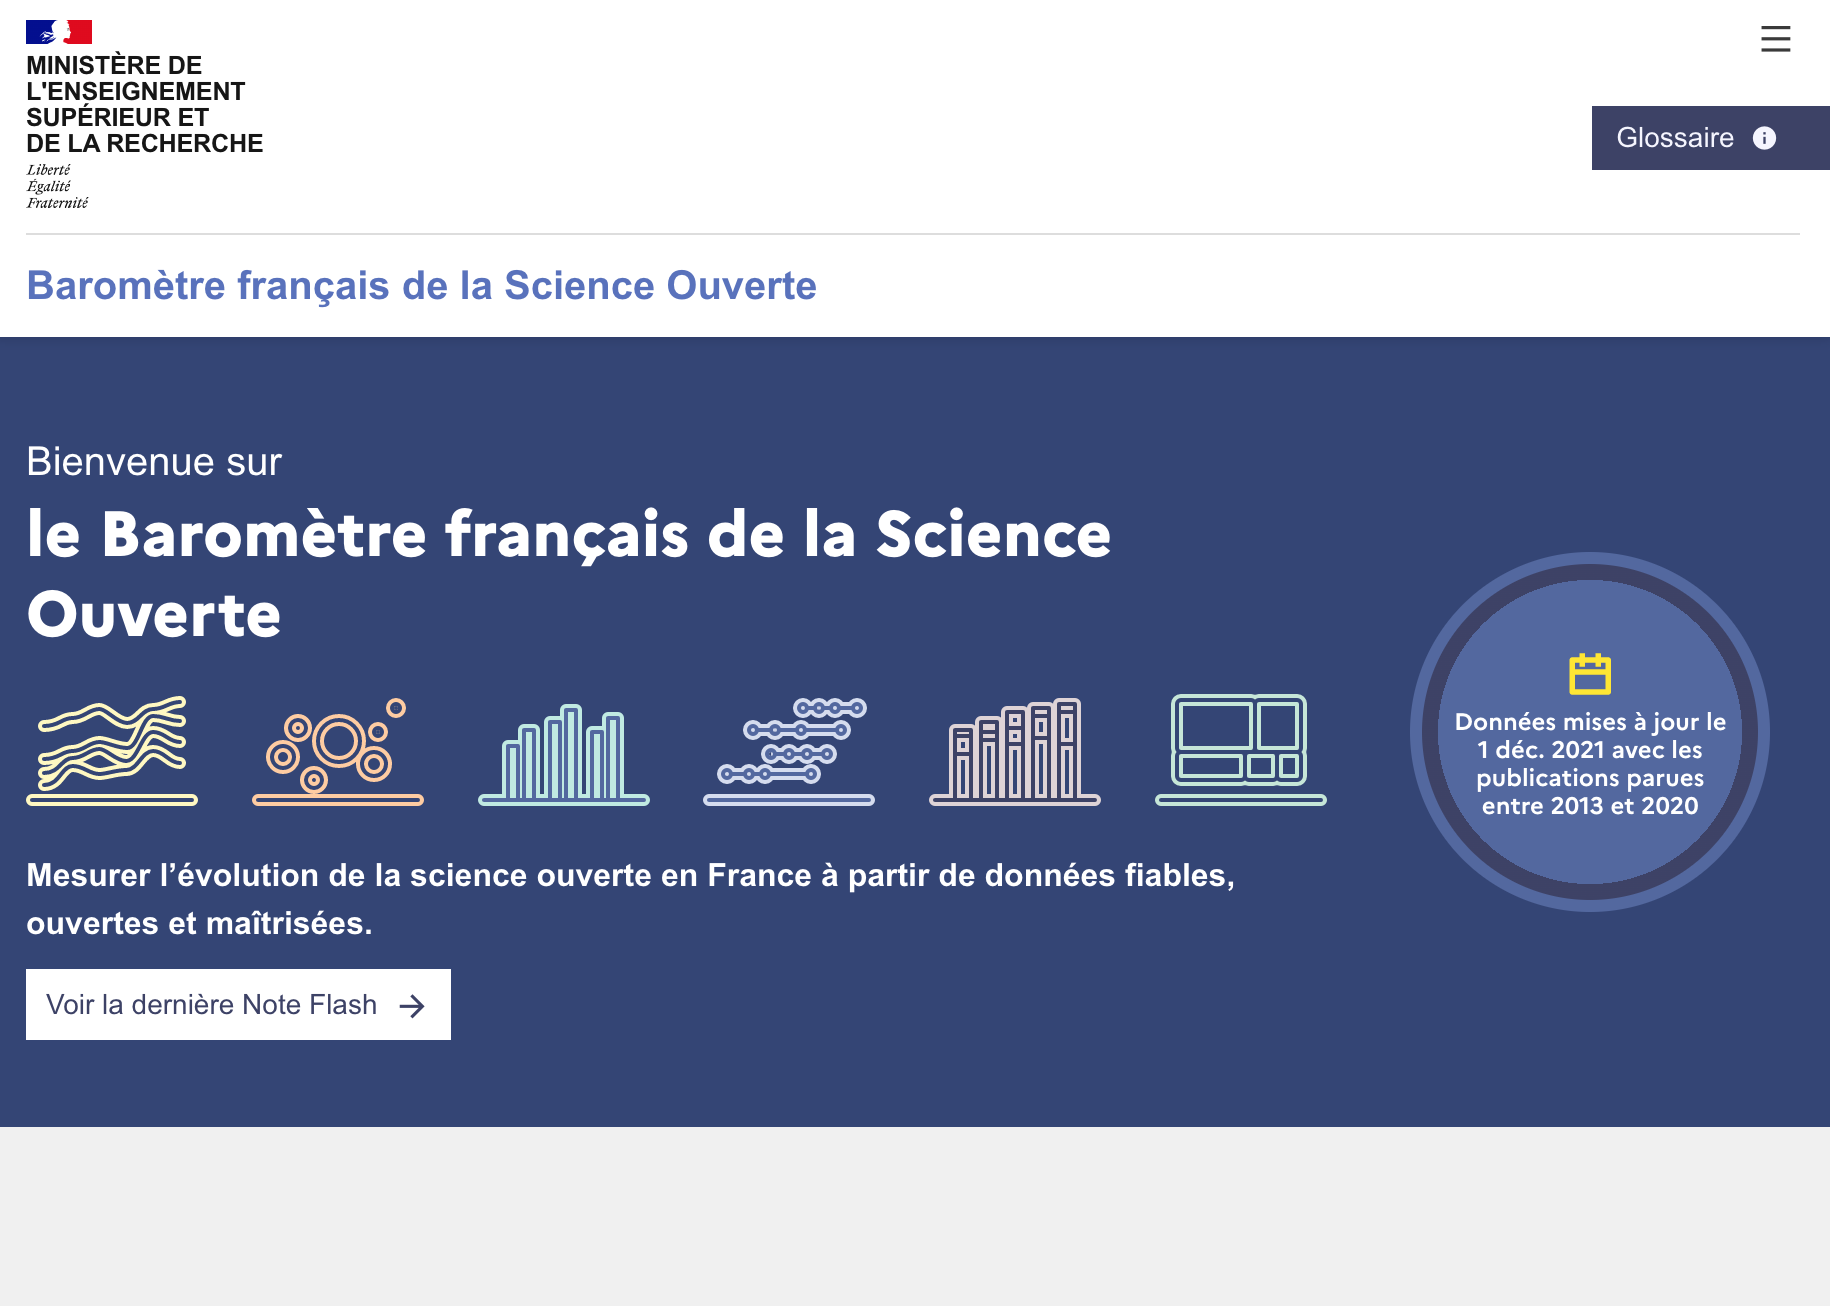 MINISTÈRE DE
L'ENSEIGNEMENT
SUPÉRIEUR ET
DE LA RECHERCHE
Liberté
Égalité
Fraternité
Glossaire
Baromètre français de la Science Ouverte
Bienvenue sur
le Baromètre français de la Science
Ouverte
Données mises à jour le
1 déc. 2021 avec les
publications parues
entre 2013 et 2020
Mesurer l’évolution de la science ouverte en France à partir de données fiables,
ouvertes et maîtrisées.
Voir la dernière Note Flash